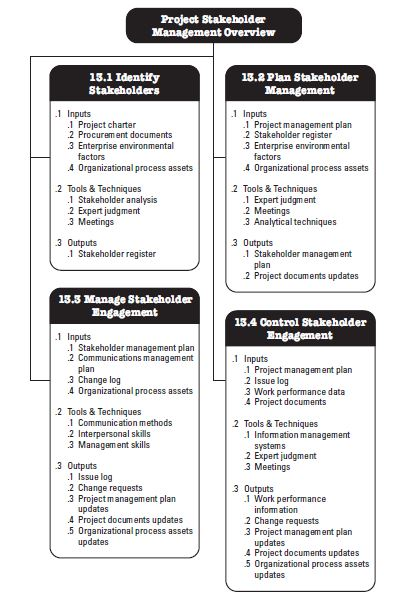 Project Stakeholder
Management Overview
13.1 Identify
Stakeholders
.1 Inputs
.1 Project charter
.2 Procurement documents
.3 Enterprise environmental
factors
.4 Organizational process assets
.2 Tools & Techniques
.1 Stakeholder analysis
.2 Expert judgment
.3 Meetings
.3 Outputs
.1 Stakeholder register
13.2 Plan Stakeholder
Management
.1 Inputs
.1 Project management plan
.2 Stakeholder register
.3 Enterprise environmental
factors
.4 Organizational process assets
.2 Tools & Techniques
.1 Expert judgment
.2 Meetings
.3 Analytical techniques
.3 Outputs
.1 Stakeholder management
plan
.2 Project documents updates
13.3 Manage Stakeholder
Engagement
.1 Inputs
.1 Stakeholder management plan
.2 Communications management
plan
.3 Change log
.4 Organizational process assets
.2 Tools & Techniques
.1 Communication methods
.2 Interpersonal skills
.3 Management skills
.3 Outputs
.1 Issue log
.2 Change requests
.3 Project management plan
updates
.4 Project documents updates
.5 Organizational process assets
updates
13.4 Control Stakeholder
Engagement
.1 Inputs
.1 Project management plan
.2 Issue log
.3 Work performance data
.4 Project documents
.2 Tools & Techniques
.1 Information management
systems
.2 Expert judgment
.3 Meetings
.3 Outputs
.1 Work performance
information
.2 Change requests
.3 Project management plan
updates
.4 Project documents updates
.5 Organizational process assets
updates